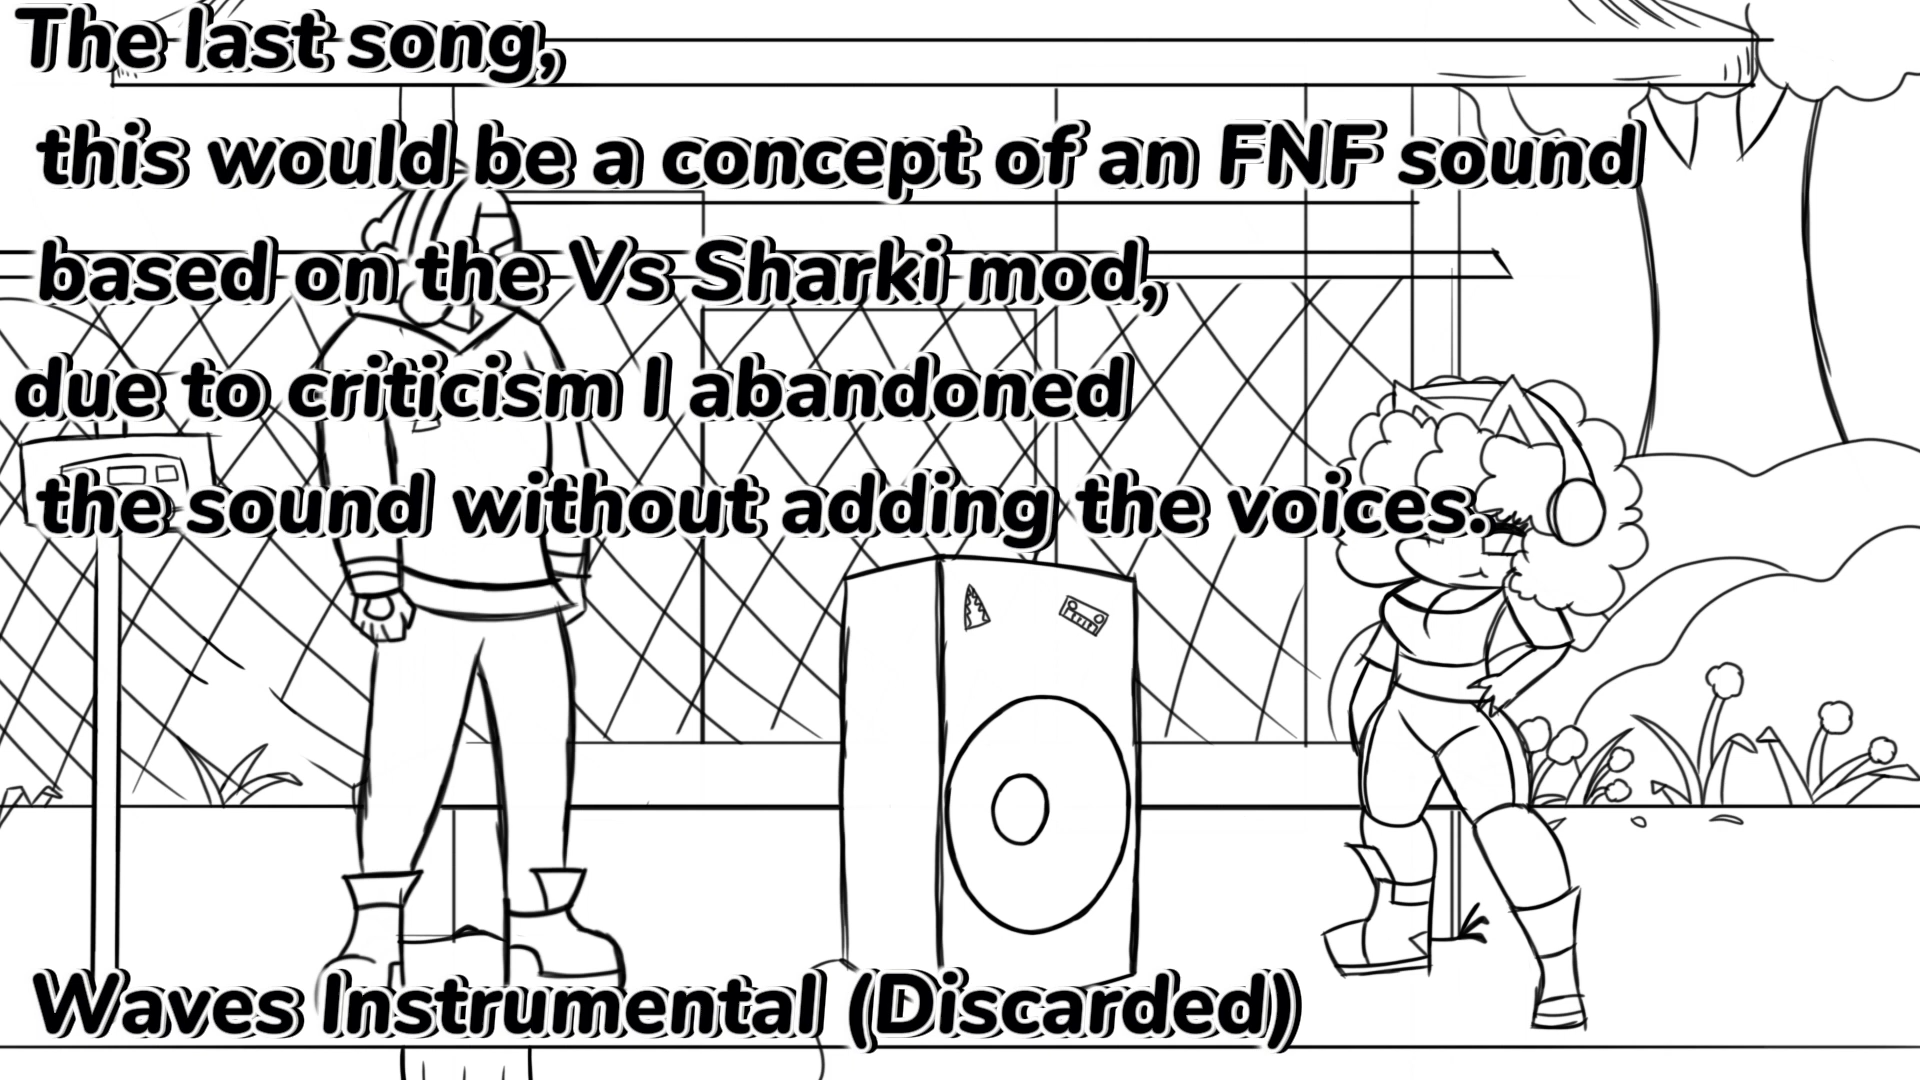 The last song,
this would be a concept of an FNF sound
based on the Vs Sharki mod,
due to criticism I abandoned
the sound without adding the voices.
Waves Instrumental (Discarded)